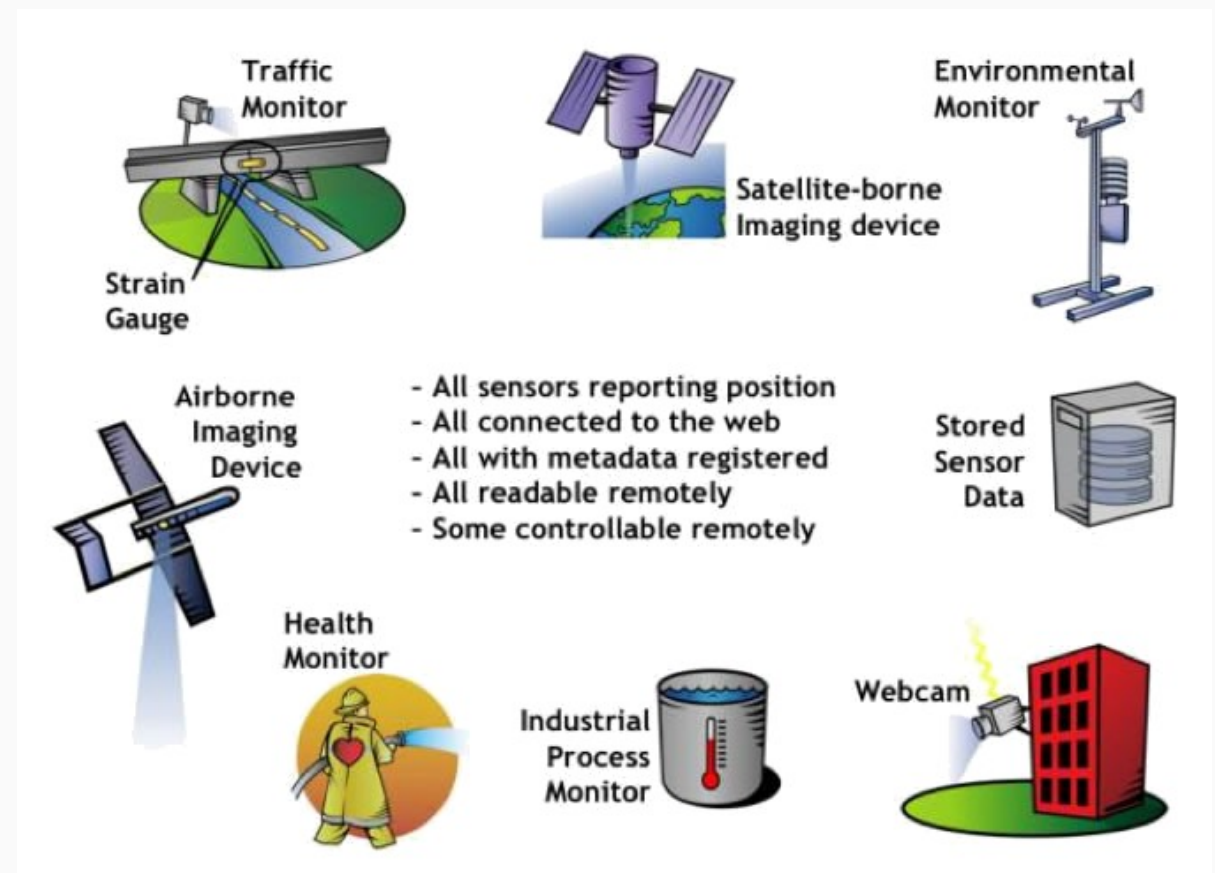 Traffic
Monitor
Strain
Gauge
Satellite-borne
Imaging device
Environmental
Monitor
Airborne
Imaging
Device
- All sensors reporting position
- All connected to the web
- All with metadata registered
- All readable remotely
- Some controllable remotely
Stored
Sensor
Data
Health
Monitor
Industrial
Process
Monitor
Webcam